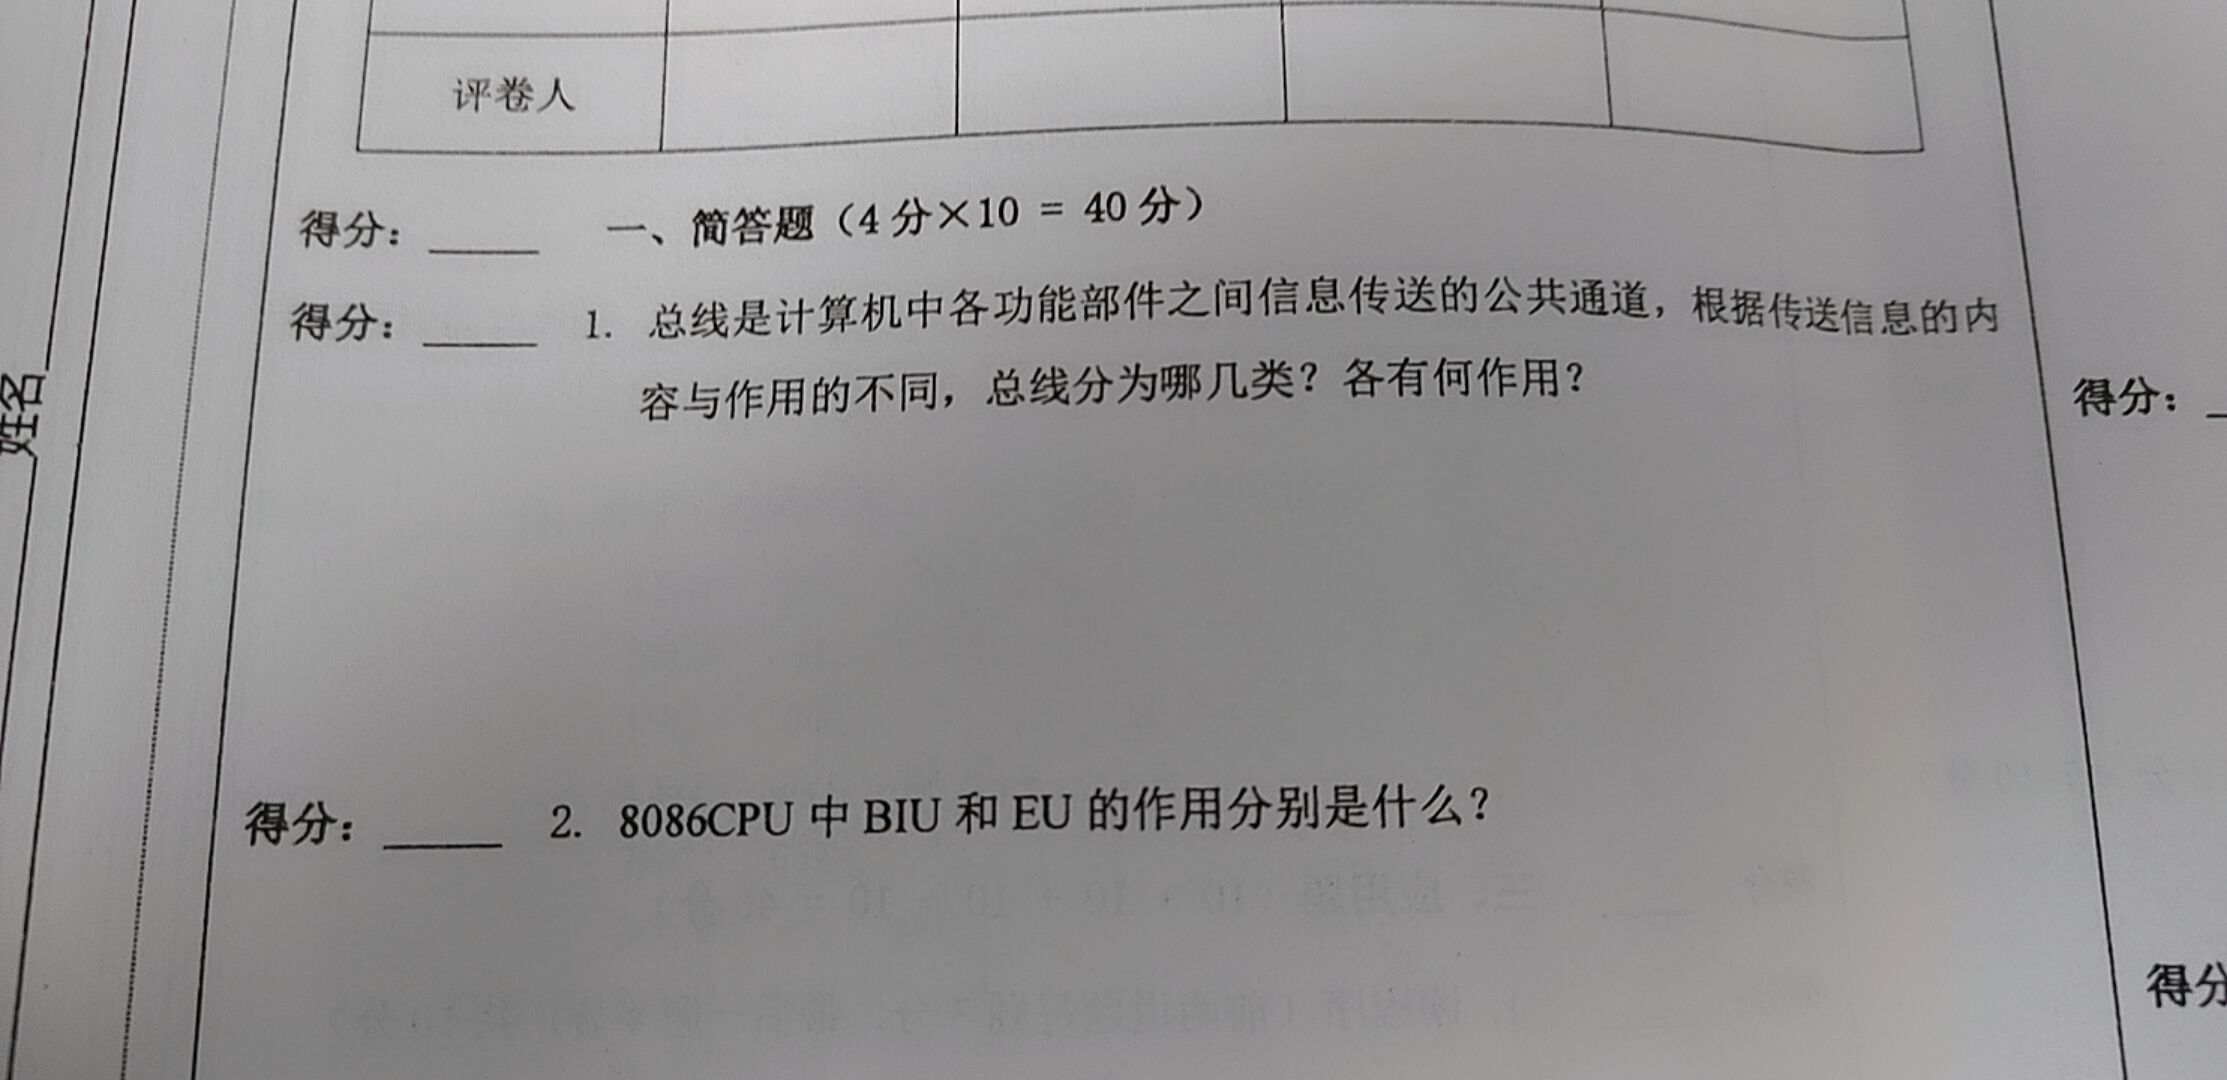 评卷人
得分：_____ 一、简答题（4 分×10 = 40 分）
得分：_____ 1. 总线是计算机中各功能部件之间信息传送的公共通道，根据传送信息的内
容与作用的不同，总线分为哪几类？各有何作用？
得分：_____ 2. 8086CPU 中 BIU 和 EU 的作用分别是什么？
姓名
得分：_
得分